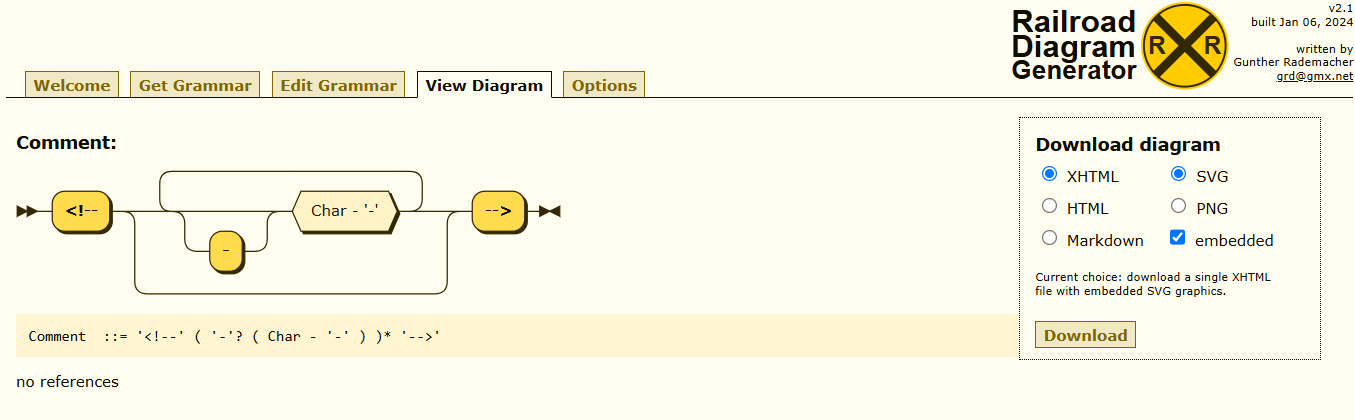 Railroad
Diagram
Generator
R R
v2.1
built Jan 06, 2024
written by
Gunther Rademacher
grd@gmx.net
Welcome
Get Grammar
Edit Grammar
View Diagram
Options
Comment:
<!--
-
Char - '-'
-->
Comment ::= '<!--' ( '-'? ( Char - '-' ) )* '-->'
no references
Download diagram
XHTML SVG
HTML PNG
Markdown embedded
Current choice: download a single XHTML
file with embedded SVG graphics.
Download